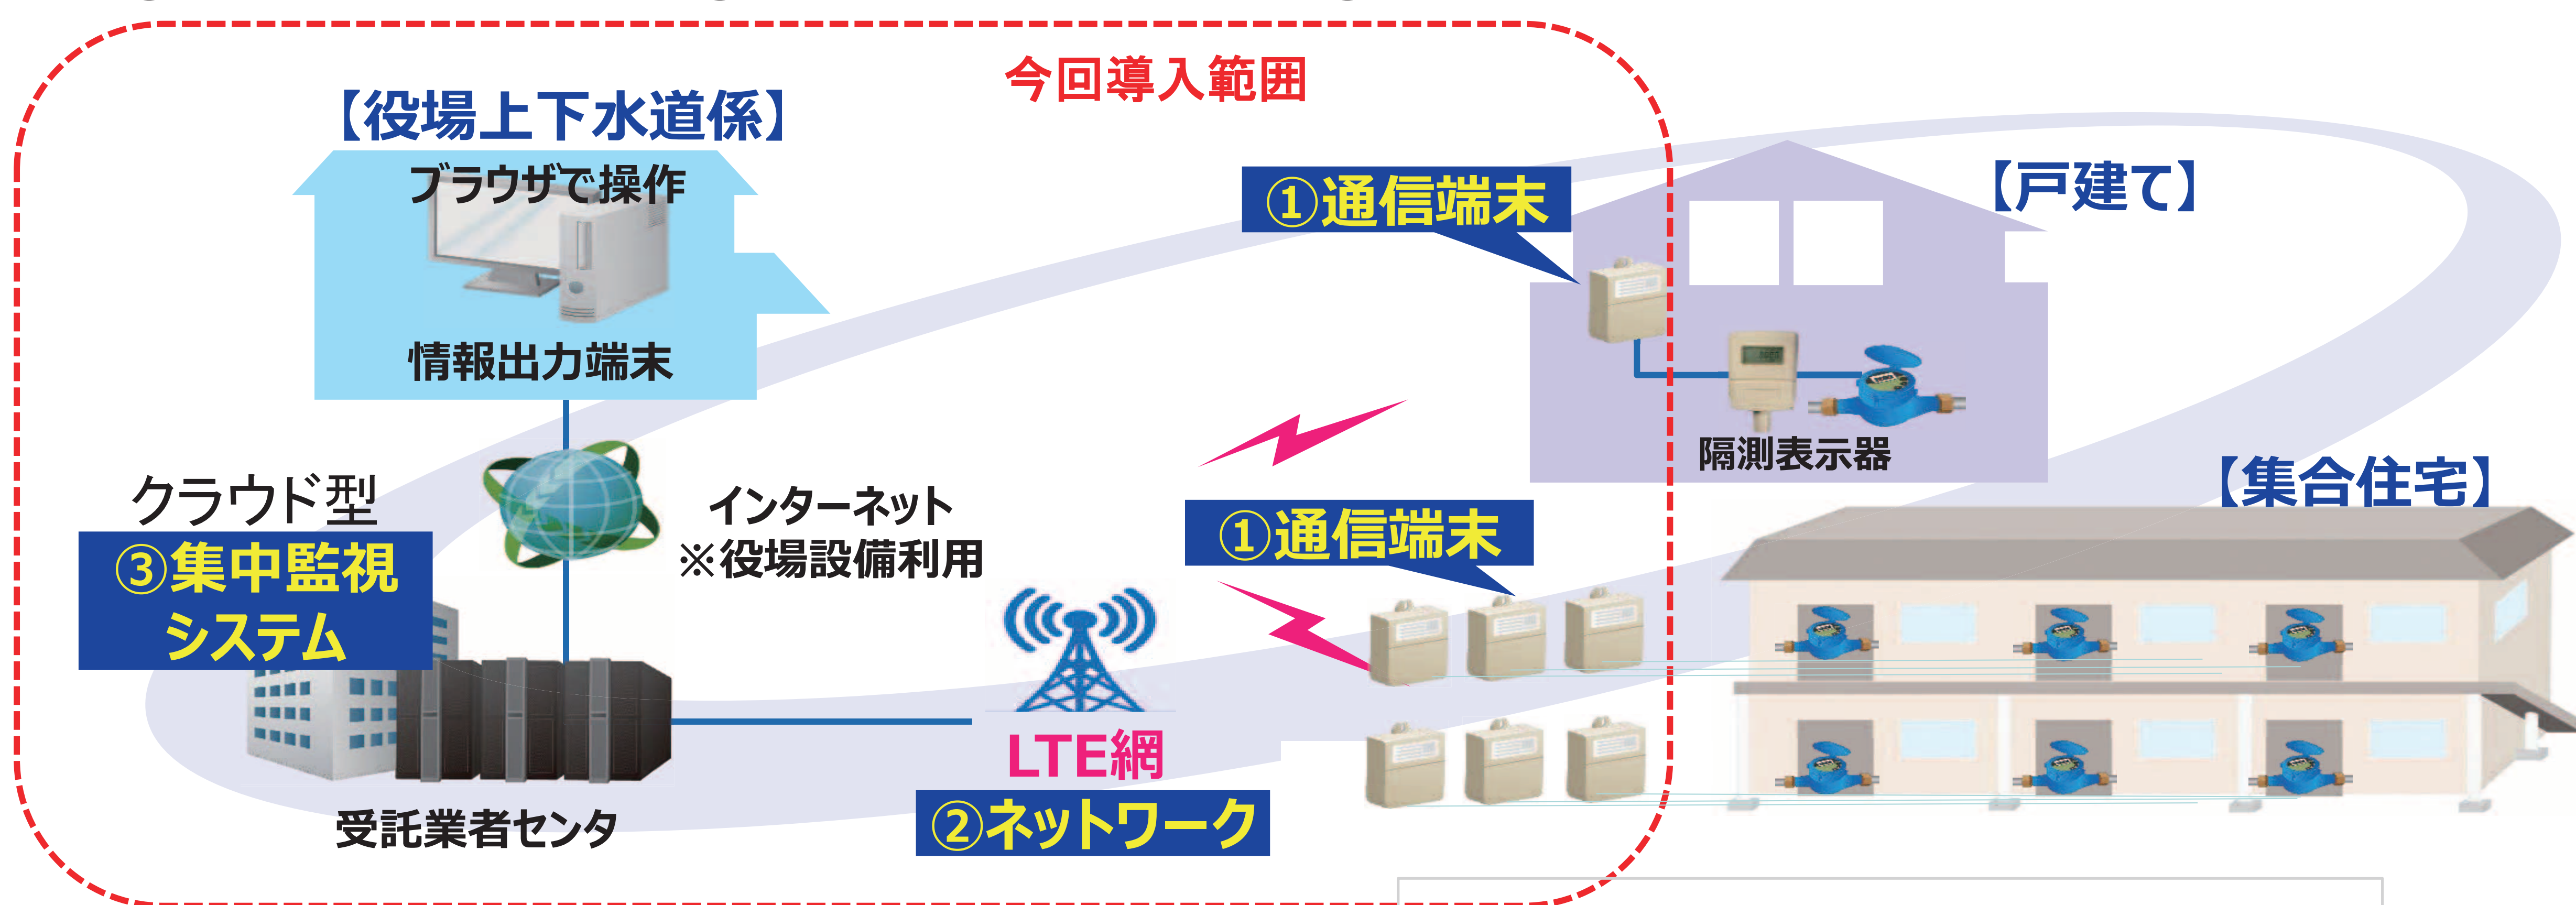 今回導入範囲
【役場上下水道係】
ブラウザで操作
情報出力端末
①通信端末
【戸建て】
隔測表示器
クラウド型
③集中監視
システム
インターネット
※役場設備利用
①通信端末
【集合住宅】
LTE網
②ネットワーク
受託業者センタ